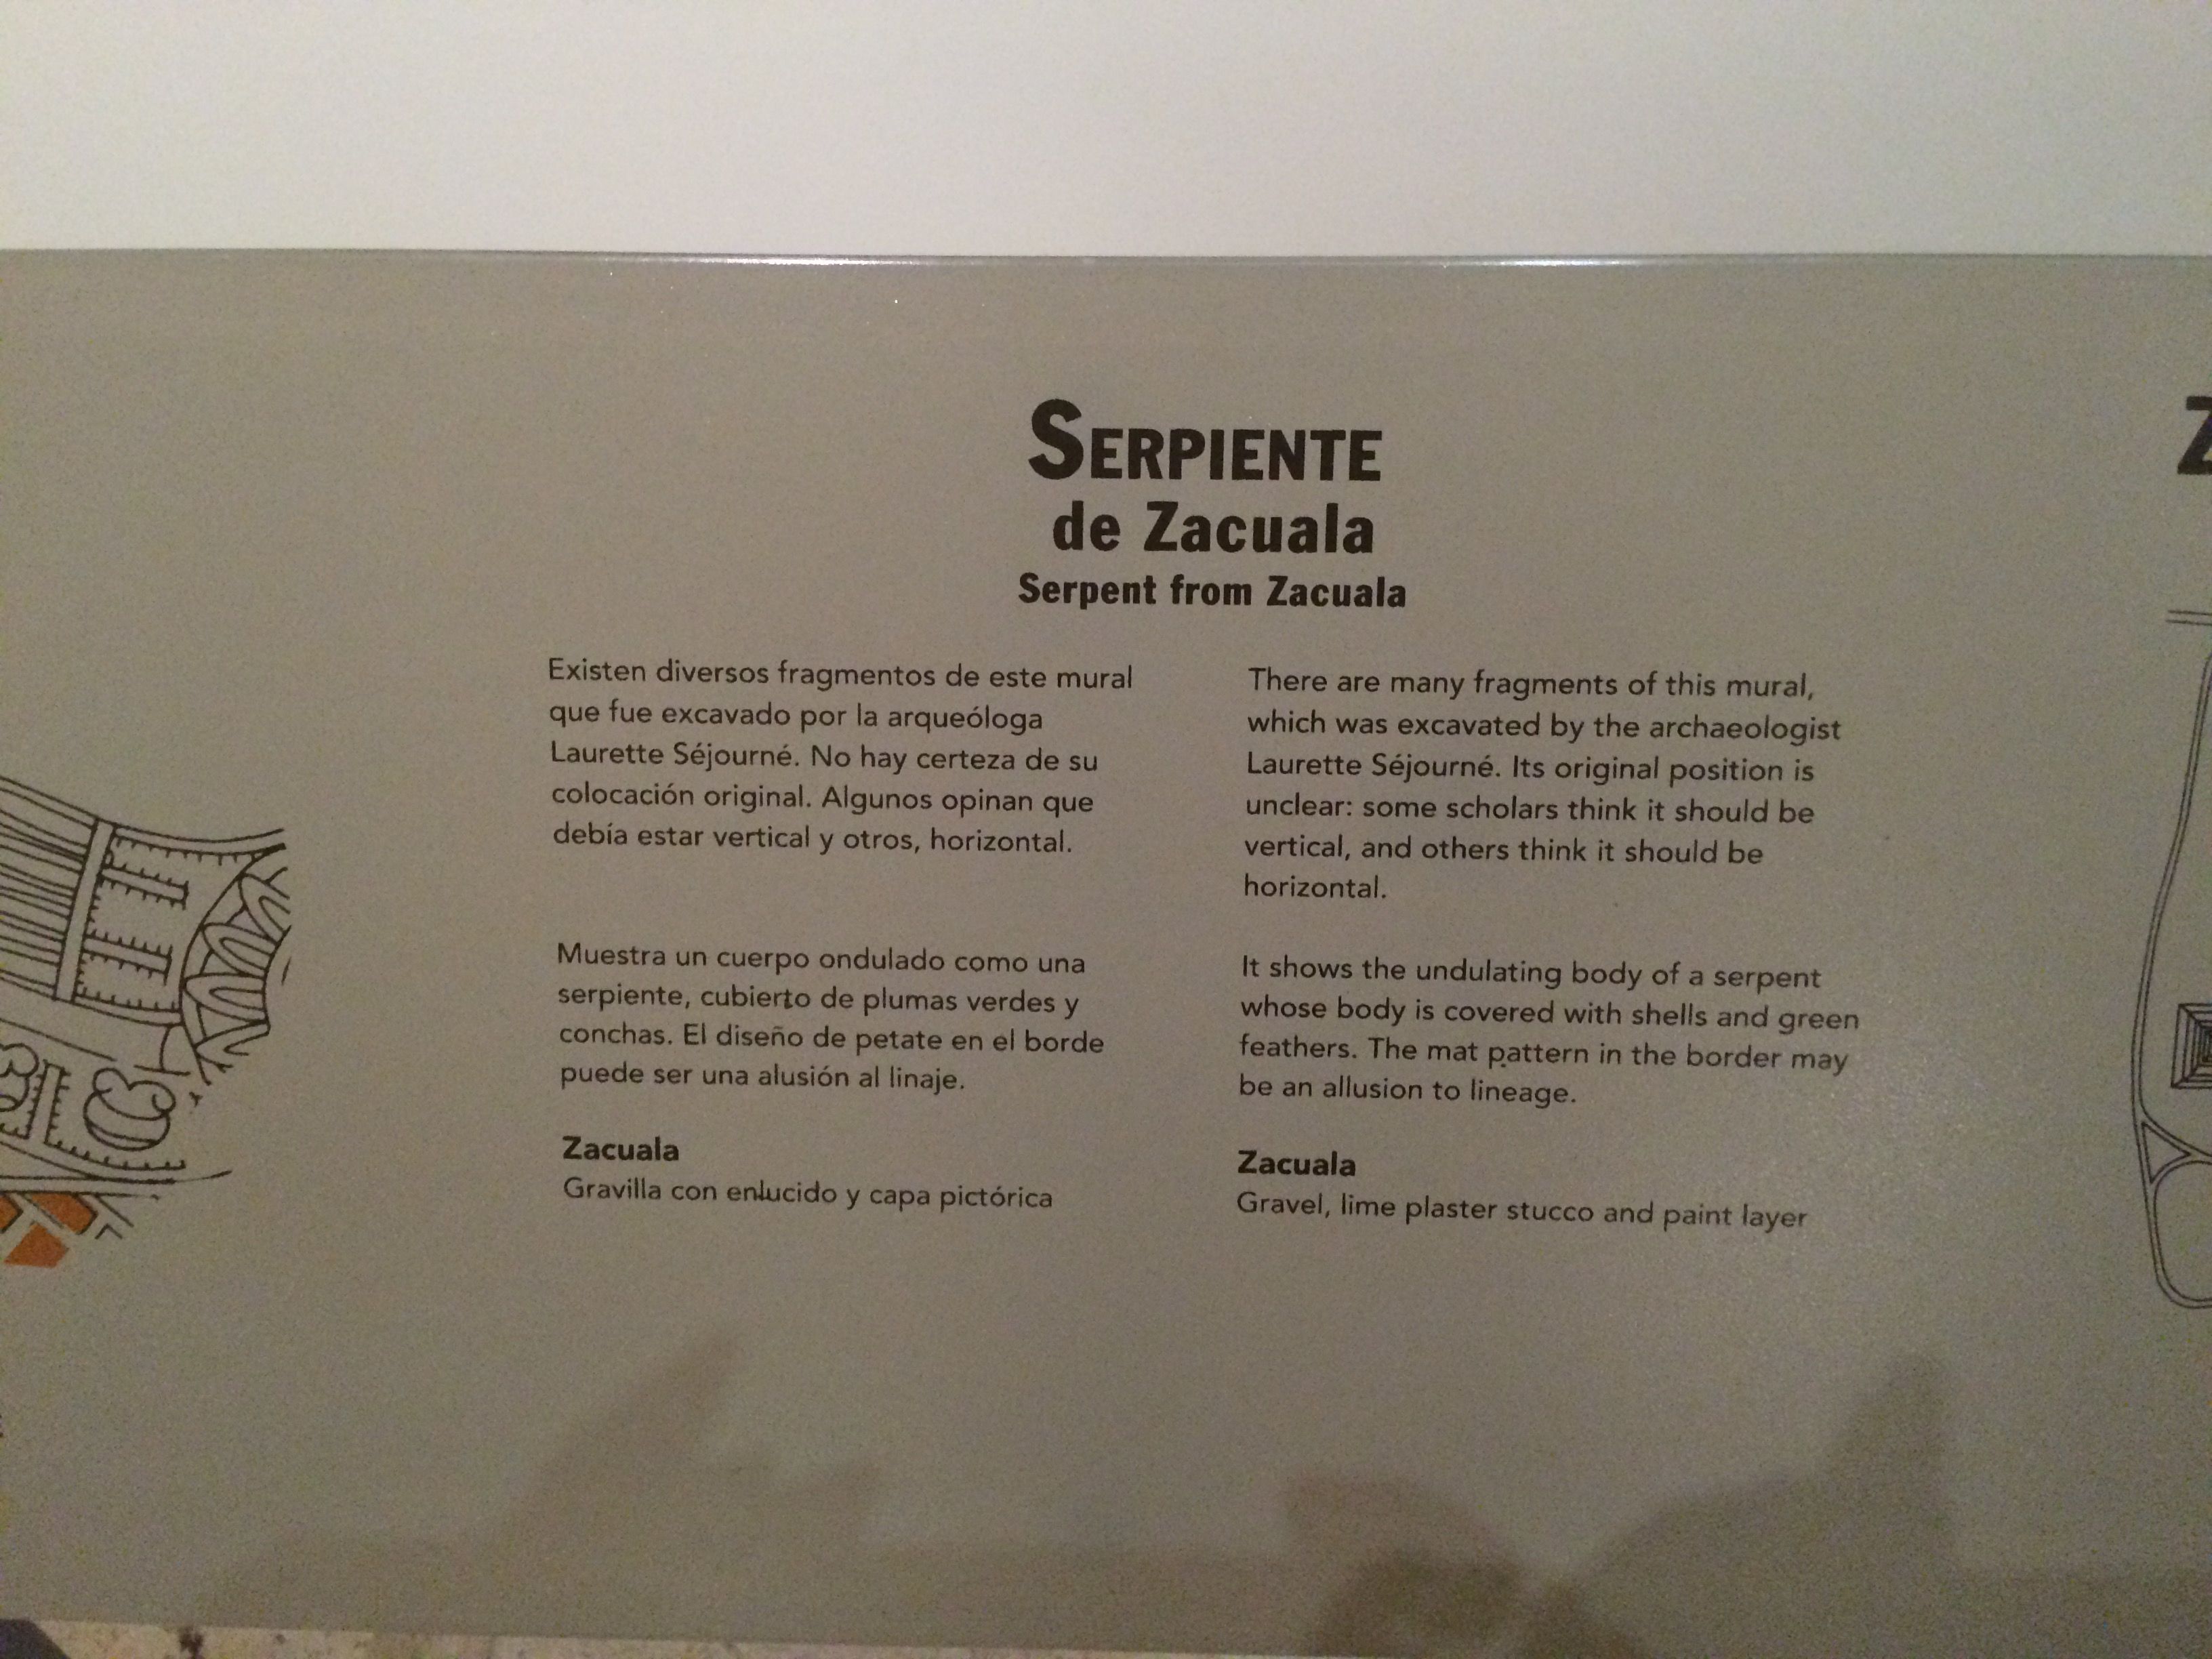 SERPIENTE
de Zacuala
Serpent from Zacuala
Existen diversos fragmentos de este mural
que fue excavado por la arqueóloga
Laurette Séjourné. No hay certeza de su
colocación original. Algunos opinan que
debía estar vertical y otros, horizontal.
Muestra un cuerpo ondulado como una
serpiente, cubierto de plumas verdes y
conchas. El diseño de petate en el borde
puede ser una alusión al linaje.
Zacuala
Gravilla con enlucido y capa pictórica
There are many fragments of this mural,
which was excavated by the archaeologist
Laurette Séjourné. Its original position is
unclear: some scholars think it should be
vertical, and others think it should be
horizontal.
It shows the undulating body of a serpent
whose body is covered with shells and green
feathers. The mat pattern in the border may
be an allusion to lineage.
Zacuala
Gravel, lime plaster stucco and paint layer